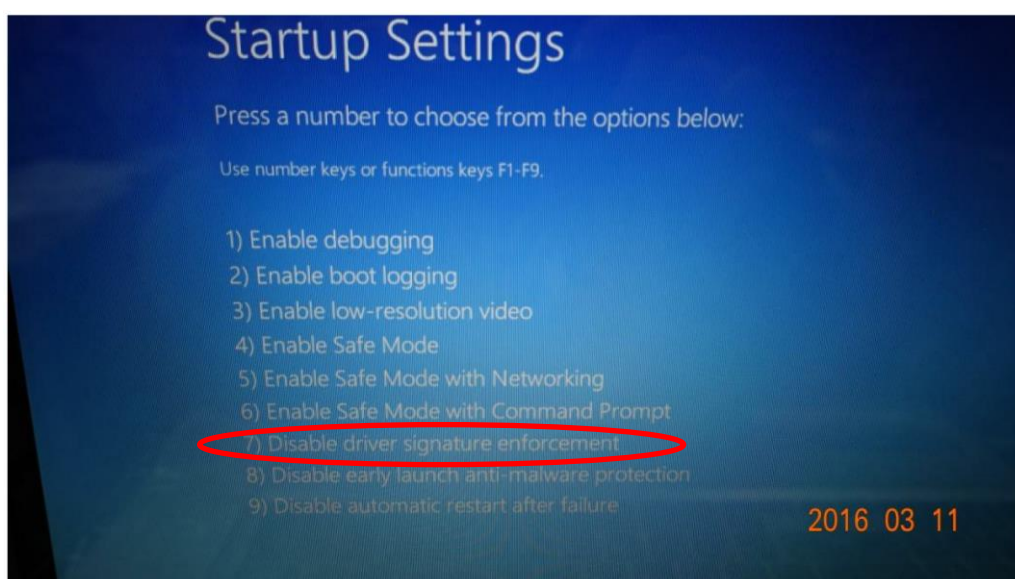 Startup Settings
Press a number to choose from the options below:
Use number keys or functions keys F1-F9.
1) Enable debugging
2) Enable boot logging
3) Enable low-resolution video
4) Enable Safe Mode
5) Enable Safe Mode with Networking
6) Enable Safe Mode with Command Prompt
7) Disable driver signature enforcement
8) Disable early launch anti-malware protection
9) Disable automatic restart after failure
2016 03 11